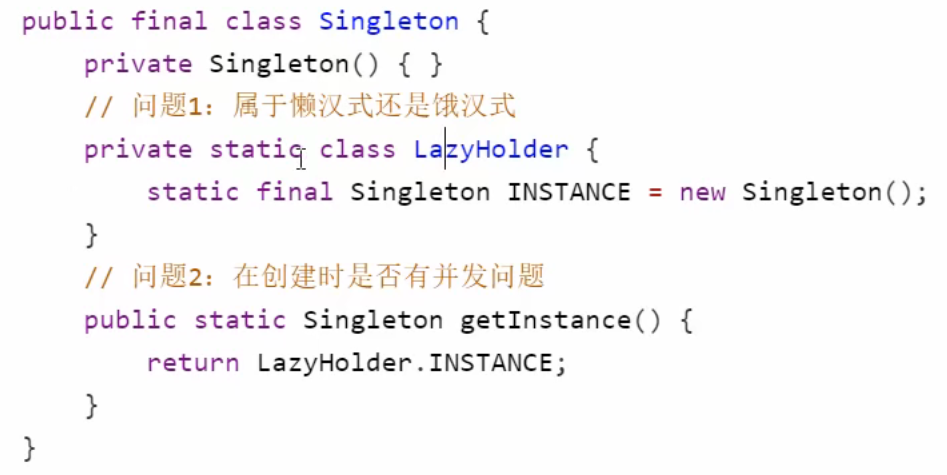 public final class Singleton {
    private Singleton() { }
    // 问题1：属于懒汉式还是饿汉式
    private static class LazyHolder {
        static final Singleton INSTANCE = new Singleton();
    }
    // 问题2：在创建时是否有并发问题
    public static Singleton getInstance() {
        return LazyHolder.INSTANCE;
    }
}